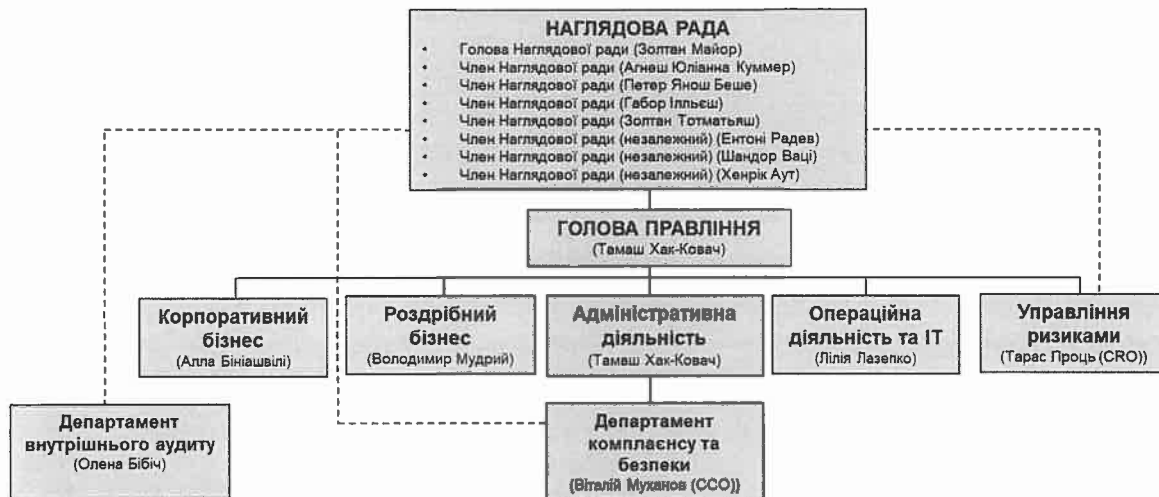 НАГЛЯДОВА РАДА
• Голова Наглядової ради (Золтан Майор)
• Член Наглядової ради (Агнеш Юліанна Куммер)
• Член Наглядової ради (Петер Янош Беше)
• Член Наглядової ради (Габор Ілльєш)
• Член Наглядової ради (Золтан Тотматьяш)
• Член Наглядової ради (незалежний) (Ентоні Радев)
• Член Наглядової ради (незалежний) (Шандор Ваці)
• Член Наглядової ради (незалежний) (Хенрік Аут)
ГОЛОВА ПРАВЛІННЯ
(Тамаш Хак-Ковач)
Корпоративний
бізнес
(Алла Бініашвілі)
Роздрібний
бізнес
(Володимир Мудрий)
Адміністративна
діяльність
(Тамаш Хак-Ковач)
Операційна
діяльність та ІТ
(Лілія Лазепко)
Управління
ризиками
(Тарас Проць (CRO))
Департамент
внутрішнього аудиту
(Олена Бібіч)
Департамент
комплаєнсу та
безпеки
(Віталій Муханов (CCO))